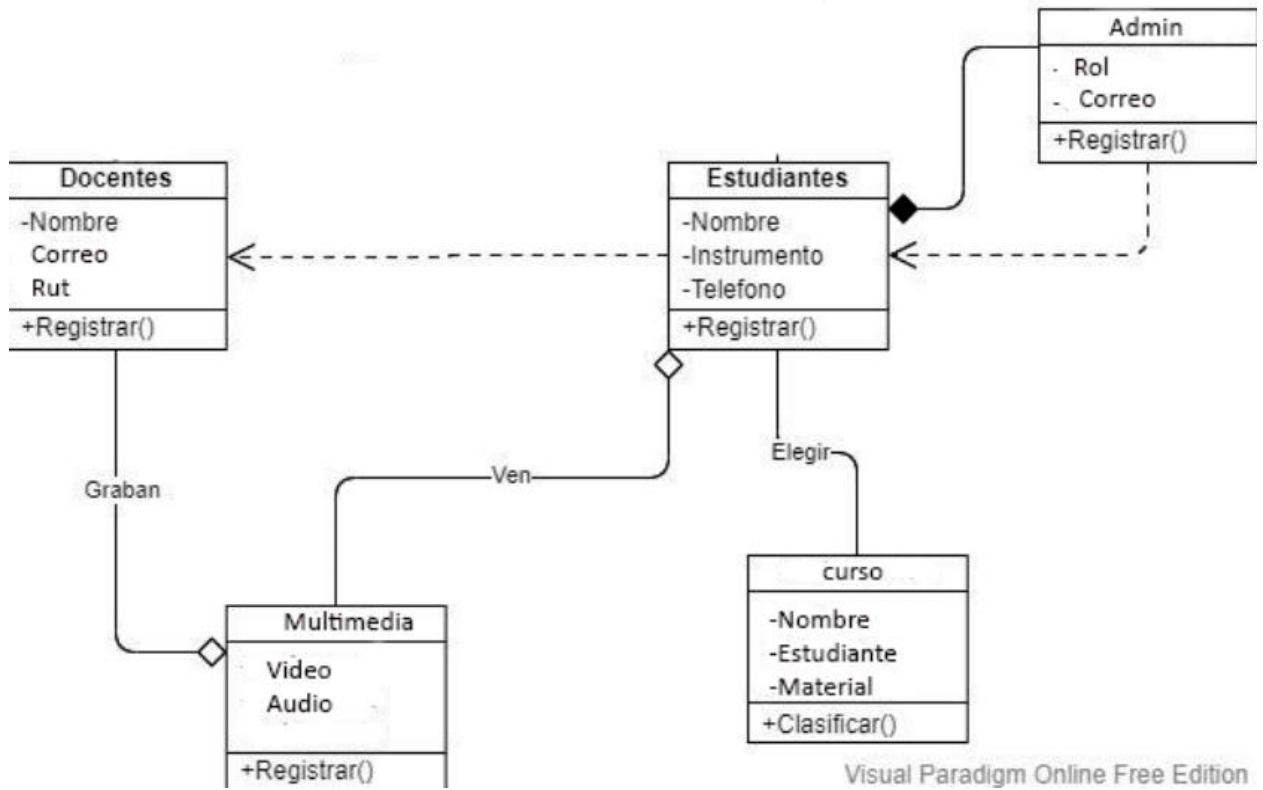 Admin
- Rol
- Correo
+Registrar()
Docentes
-Nombre
Correo
Rut
+Registrar()
Estudiantes
-Nombre
-Instrumento
-Telefono
+Registrar()
Graban
Ven
Elegir
Multimedia
Video
Audio
+Registrar()
curso
-Nombre
-Estudiante
-Material
+Clasificar()
Visual Paradigm Online Free Edition